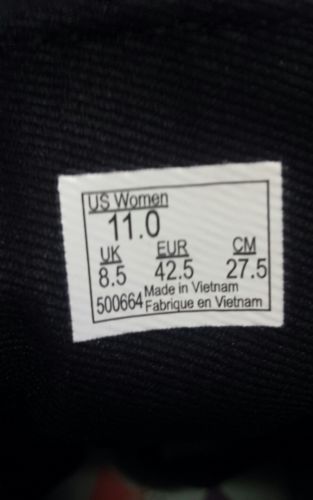 US Women
11.0
UK EUR CM
8.5 42.5 27.5
500664 Made in Vietnam
Fabrique en Vietnam